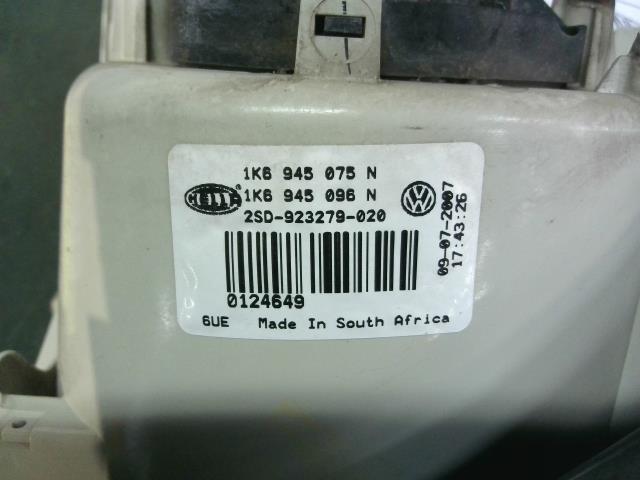 1K6 945 075 N
HELLA 1K6 945 096 N
2SD-923279-020
0124649
6UE Made In South Africa
09-07-2007
17:43:26